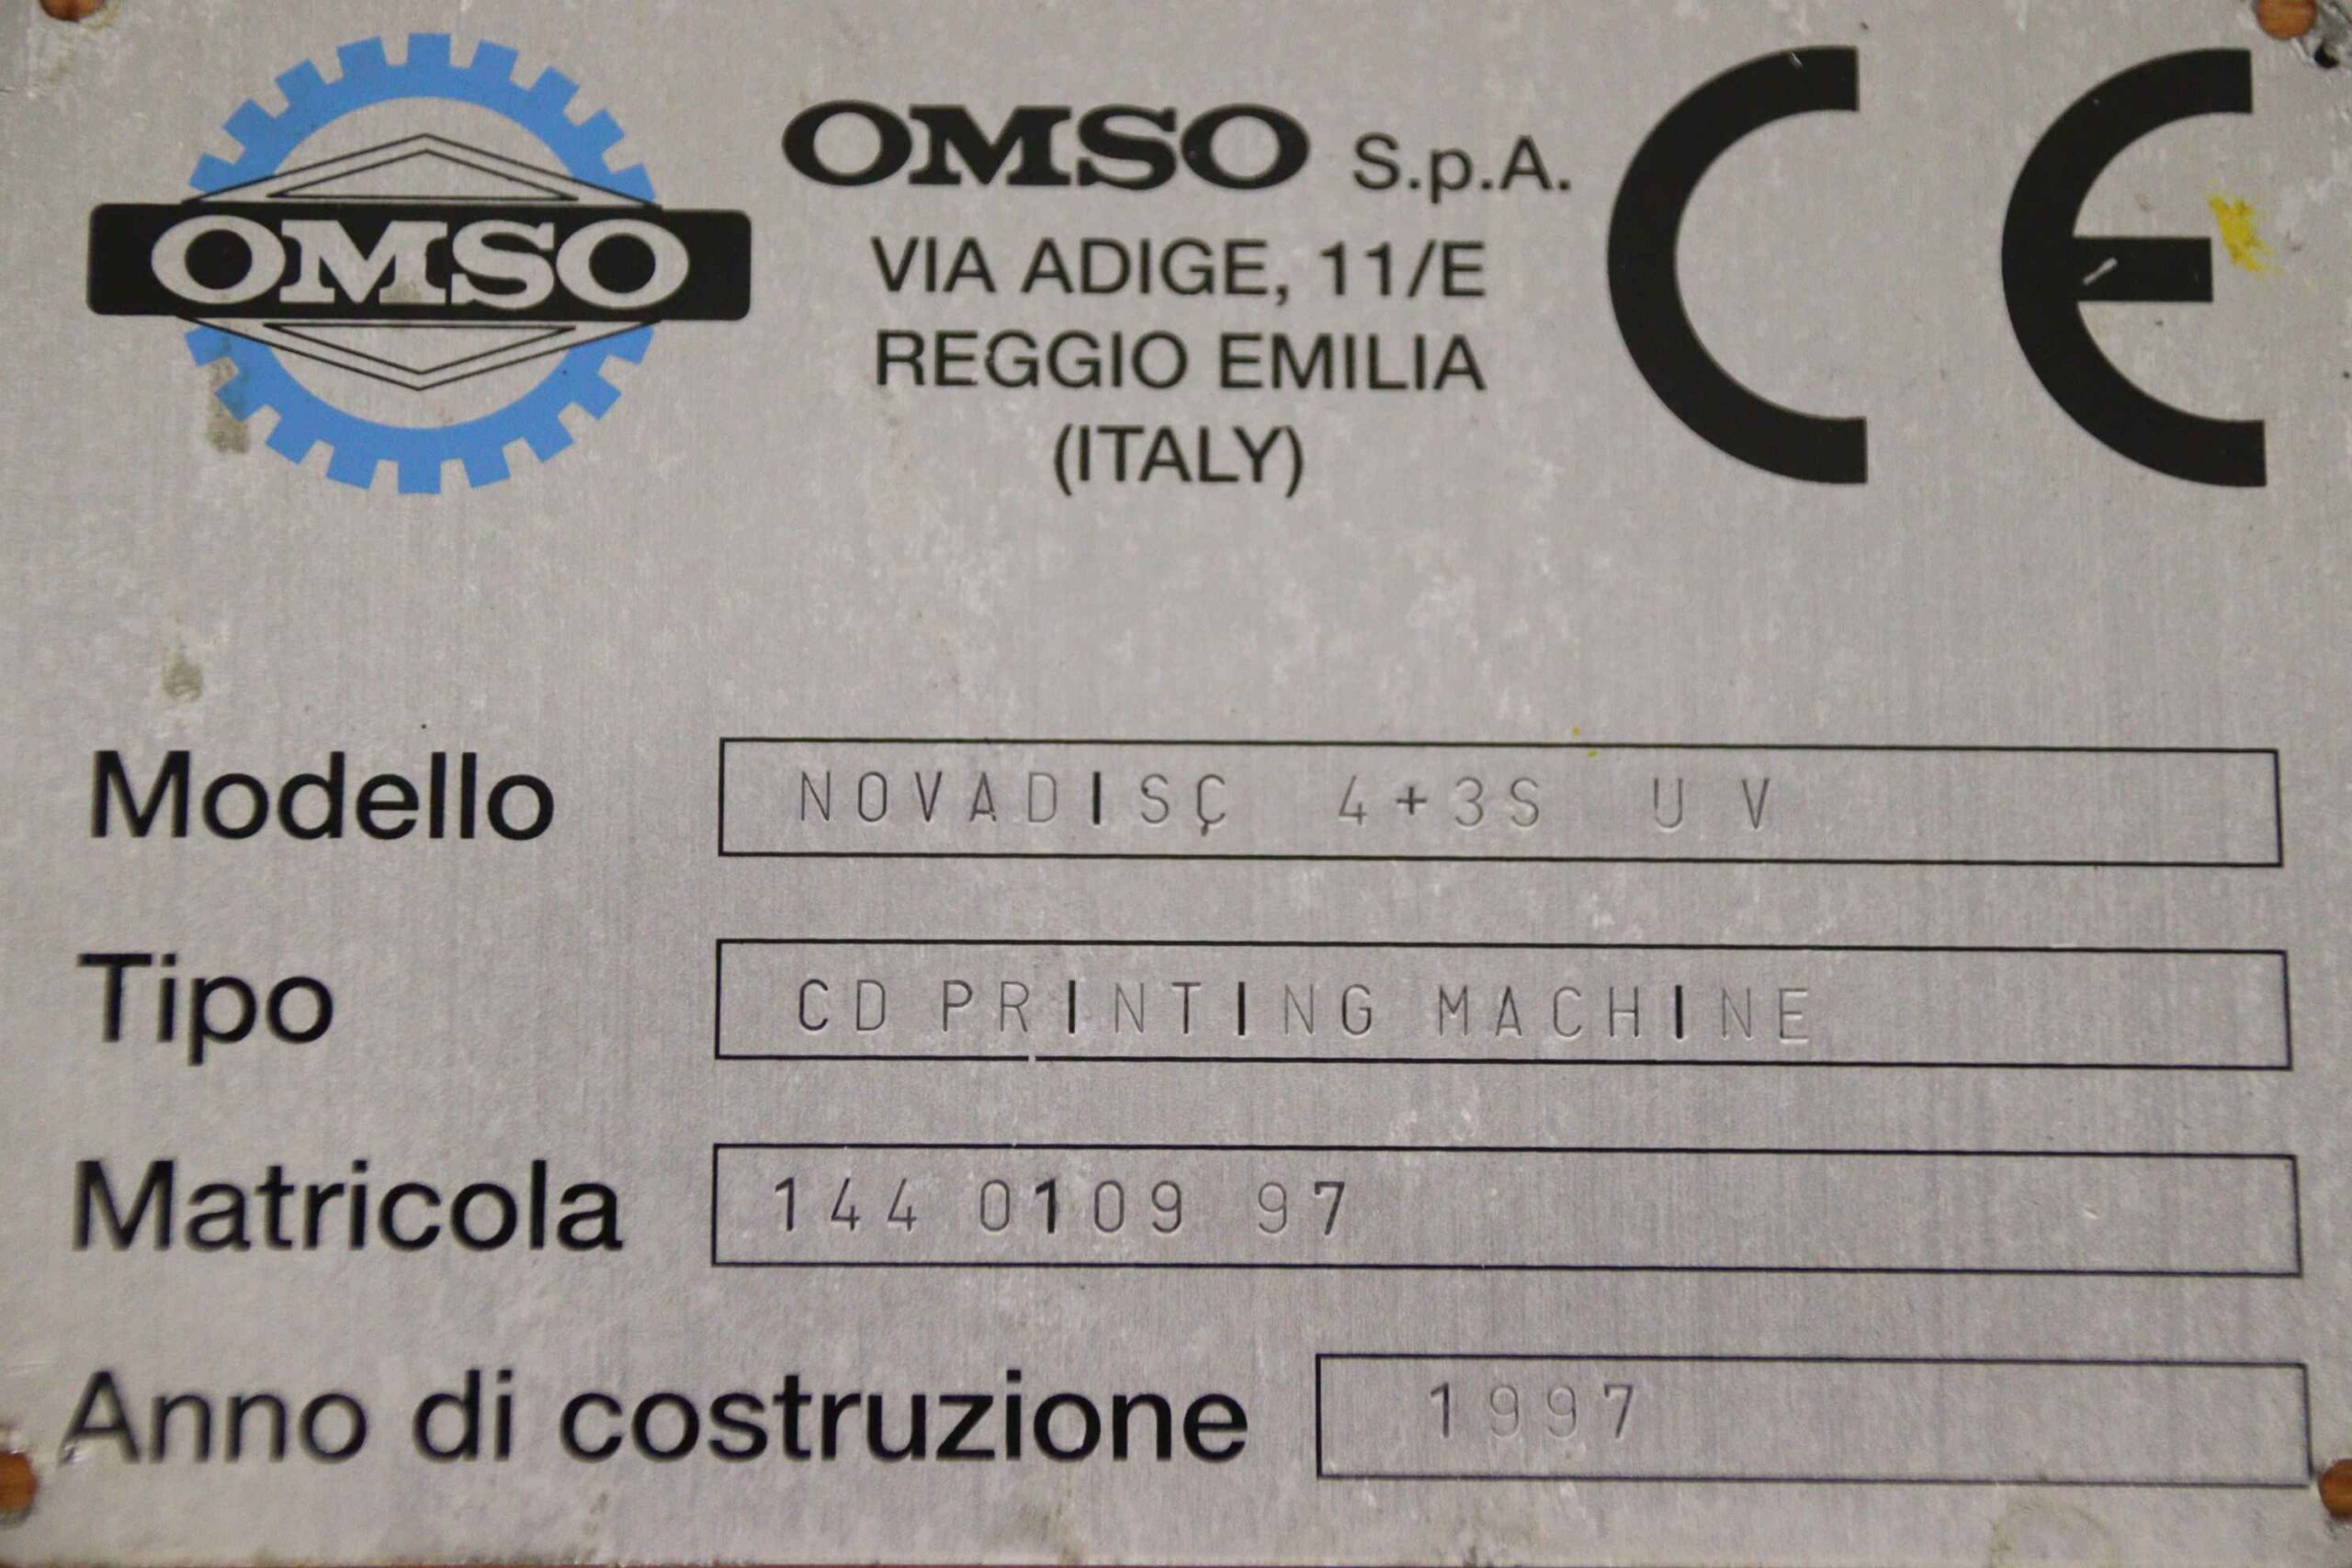 OMSO
OMSO S.p.A.
VIA ADIGE, 11/E
REGGIO EMILIA
(ITALY)
CE
Modello NOVADISÇ 4+3S UV
Tipo CD PRINTING MACHINE
Matricola 144 0109 97
Anno di costruzione 1997